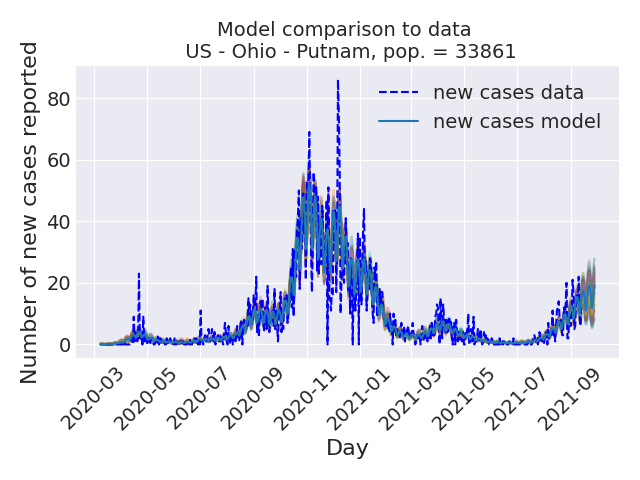 Model comparison to data
US - Ohio - Putnam, pop. = 33861
Number of new cases reported
80
60
40
20
0
new cases data
new cases model
2020-03
2020-05
2020-07
2020-09
2020-11
2021-01
2021-03
2021-05
2021-07
2021-09
Day